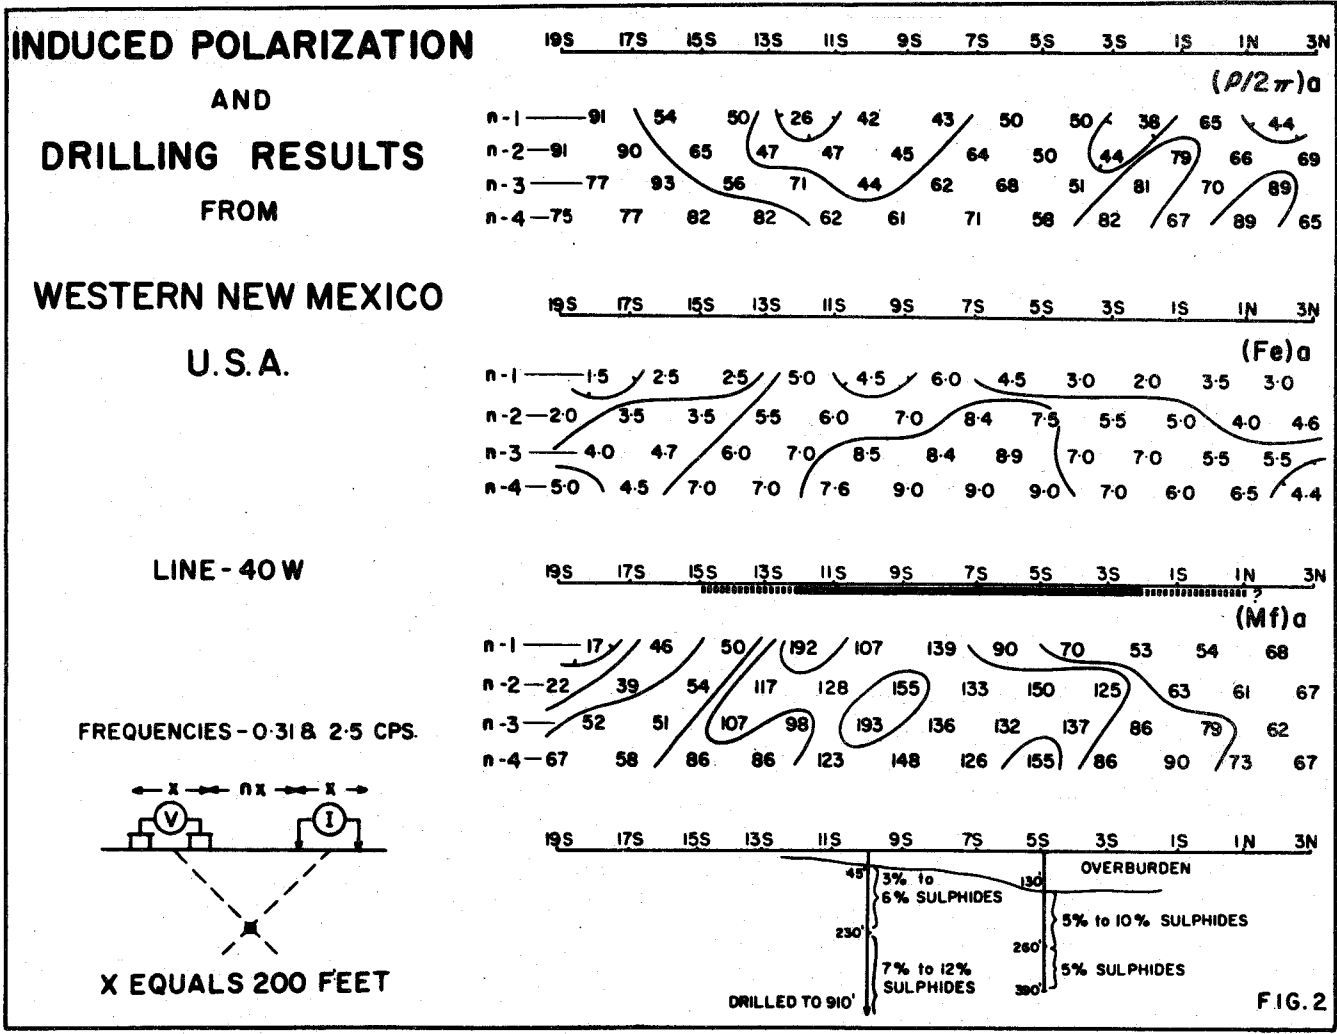 INDUCED POLARIZATION
AND
DRILLING RESULTS
FROM
WESTERN NEW MEXICO
U.S.A.
LINE - 40 W
FREQUENCIES - 0·31 & 2·5 CPS.
x nx x
V I
X EQUALS 200 FEET
19S 17S 15S 13S 11S 9S 7S 5S 3S 1S 1N 3N
(ρ/2π)a
n-1 91 54 50 26 42 43 50 50 38 65 44
n-2 91 90 65 47 47 45 64 50 44 79 66 69
n-3 77 93 56 71 44 62 68 51 81 70 89
n-4 75 77 82 82 62 61 71 58 82 67 89 65
19S 17S 15S 13S 11S 9S 7S 5S 3S 1S 1N 3N
(Fe)a
n-1 1·5 2·5 2·5 5·0 4·5 6·0 4·5 3·0 2·0 3·5 3·0
n-2 2·0 3·5 3·5 5·5 6·0 7·0 8·4 7·5 5·5 5·0 4·0 4·6
n-3 4·0 4·7 6·0 7·0 8·5 8·4 8·9 7·0 7·0 5·5 5·5
n-4 5·0 4·5 7·0 7·0 7·6 9·0 9·0 9·0 7·0 6·0 6·5 4·4
19S 17S 15S 13S 11S 9S 7S 5S 3S 1S 1N 3N
?
(Mf)a
n-1 17 46 50 192 107 139 90 70 53 54 68
n-2 22 39 54 117 128 155 133 150 125 63 61 67
n-3 52 51 107 98 193 136 132 137 86 79 62
n-4 67 58 86 86 123 148 126 155 86 90 73 67
19S 17S 15S 13S 11S 9S 7S 5S 3S 1S 1N 3N
OVERBURDEN
45' 3% to 130'
6% SULPHIDES
5% to 10% SULPHIDES
230'
260'
7% to 12% 5% SULPHIDES
SULPHIDES 390'
DRILLED TO 910'
FIG. 2